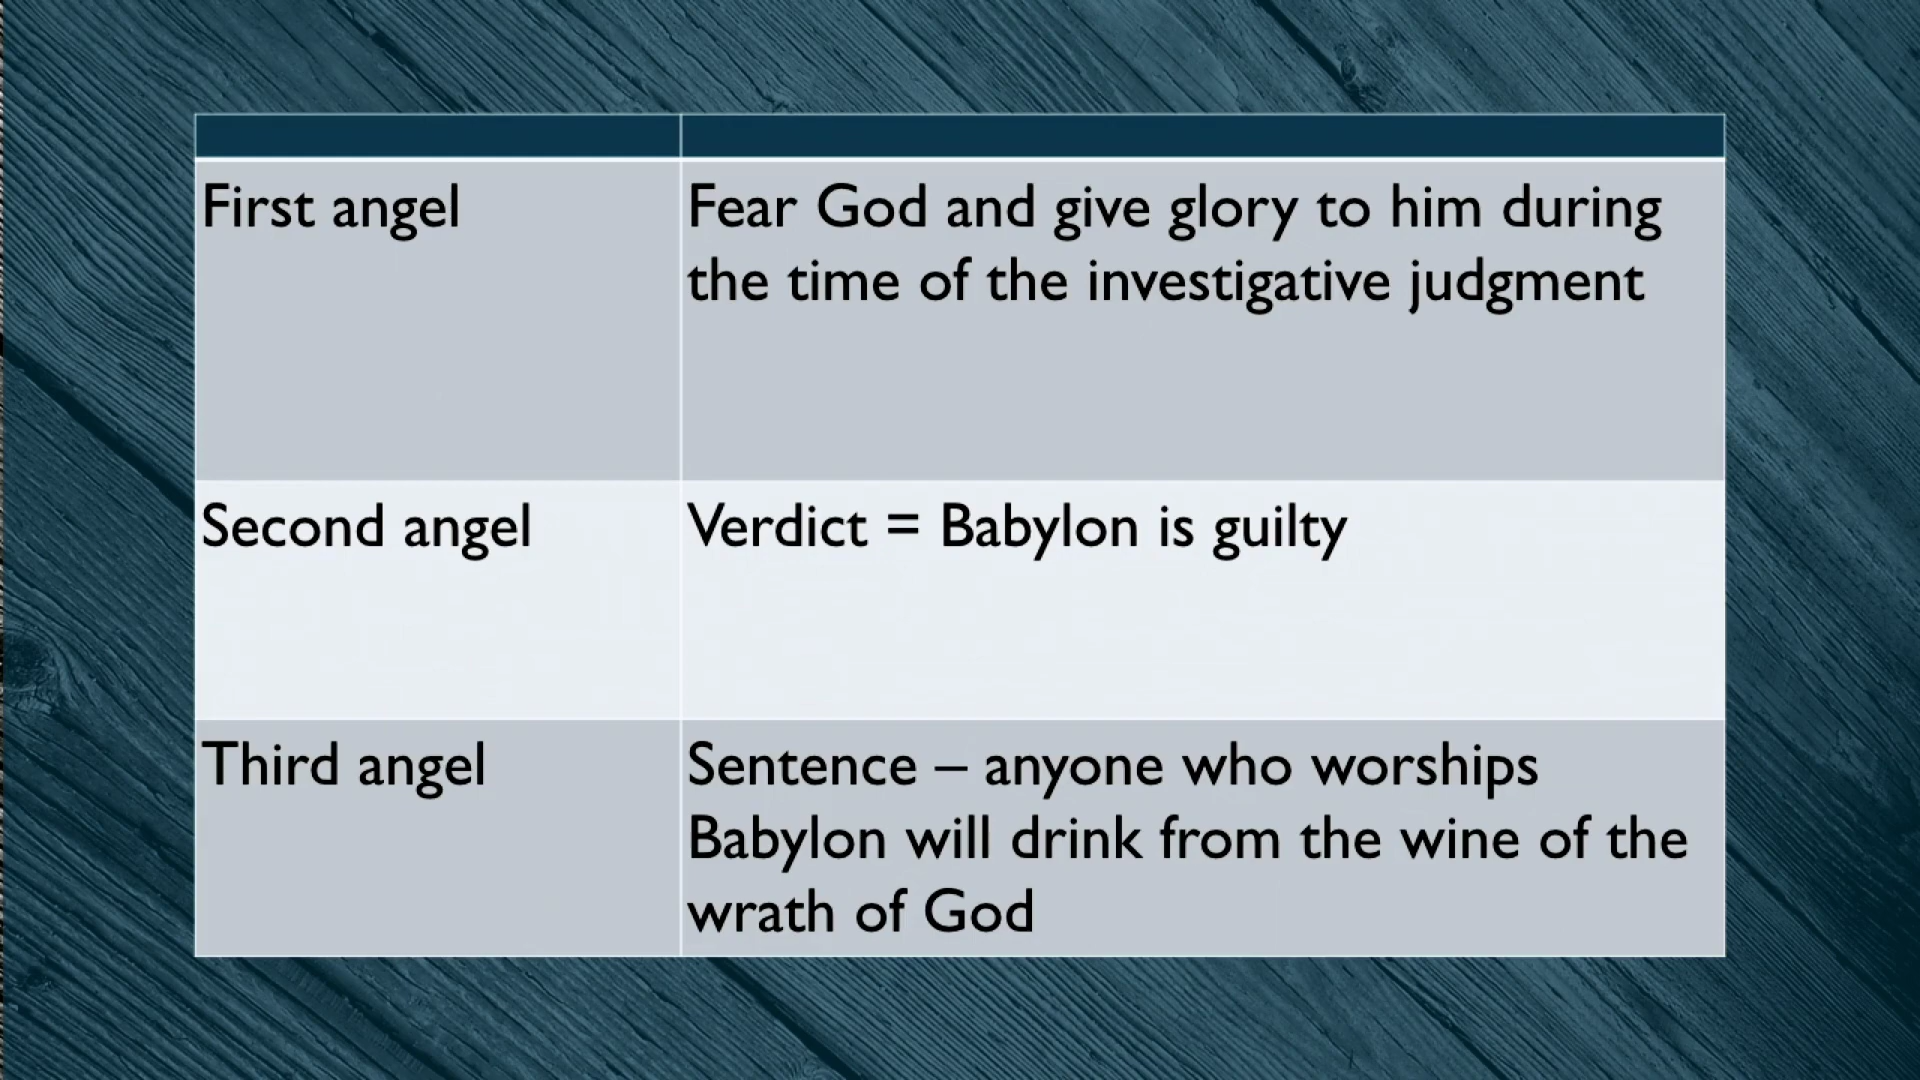 First angel
Fear God and give glory to him during
the time of the investigative judgment
Second angel
Verdict = Babylon is guilty
Third angel
Sentence – anyone who worships
Babylon will drink from the wine of the
wrath of God